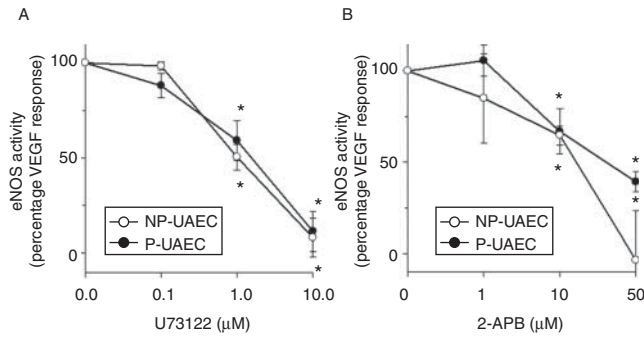 A
eNOS activity
(percentage VEGF response)
100
50
0
NP-UAEC
P-UAEC
*
*
*
*
0.0
0.1
1.0
10.0
U73122 (μM)
B
eNOS activity
(percentage VEGF response)
100
50
0
NP-UAEC
P-UAEC
*
*
*
*
0
1
10
50
2-APB (μM)